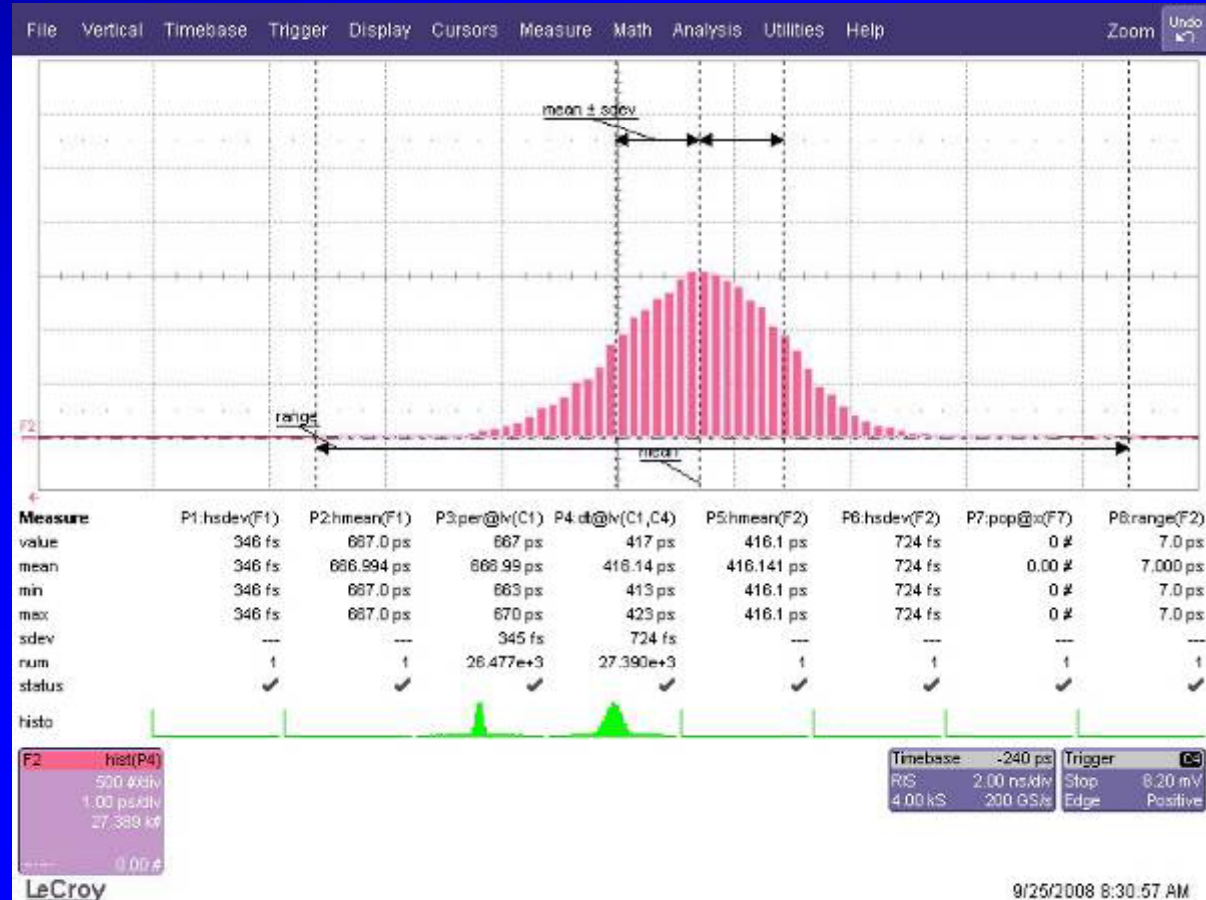 File Vertical Timebase Trigger Display Cursors Measure Math Analysis Utilities Help Zoom Undo
mean ± sdev
range
F2
mean
Measure P1:hsdev(F1) P2:hmean(F1) P3:per@lv(C1) P4:dt@lv(C1,C4) P5:hmean(F2) P6:hsdev(F2) P7:pop@x(F7) P8:range(F2)
value 346 fs 667.0 ps 667 ps 417 ps 416.1 ps 724 fs 0 # 7.0 ps
mean 346 fs 666.994 ps 666.99 ps 416.14 ps 416.141 ps 724 fs 0.00 # 7.000 ps
min 346 fs 667.0 ps 663 ps 413 ps 416.1 ps 724 fs 0 # 7.0 ps
max 346 fs 667.0 ps 670 ps 423 ps 416.1 ps 724 fs 0 # 7.0 ps
sdev --- --- 345 fs 724 fs --- --- --- ---
num 1 1 26.477e+3 27.390e+3 1 1 1 1
status
histo
F2 hist(P4)
500 #/div
1.00 ps/div
27.389 k#
0.00 #
Timebase -240 ps
RIS 2.00 ns/div
4.00 kS 200 GS/s
Trigger C4
Stop 8.20 mV
Edge Positive
LeCroy
9/25/2008 8:30:57 AM